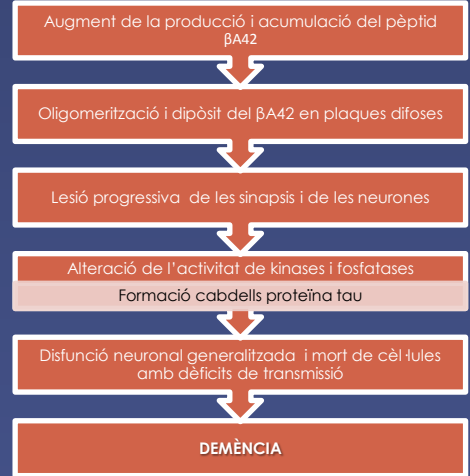 Augment de la producció i acumulació del pèptid
βA42
Oligomerització i dipòsit del βA42 en plaques difoses
Lesió progressiva de les sinapsis i de les neurones
Alteració de l'activitat de kinases i fosfatases
Formació cabdells proteïna tau
Disfunció neuronal generalitzada i mort de cèl·lules
amb dèficits de transmissió
DEMÈNCIA